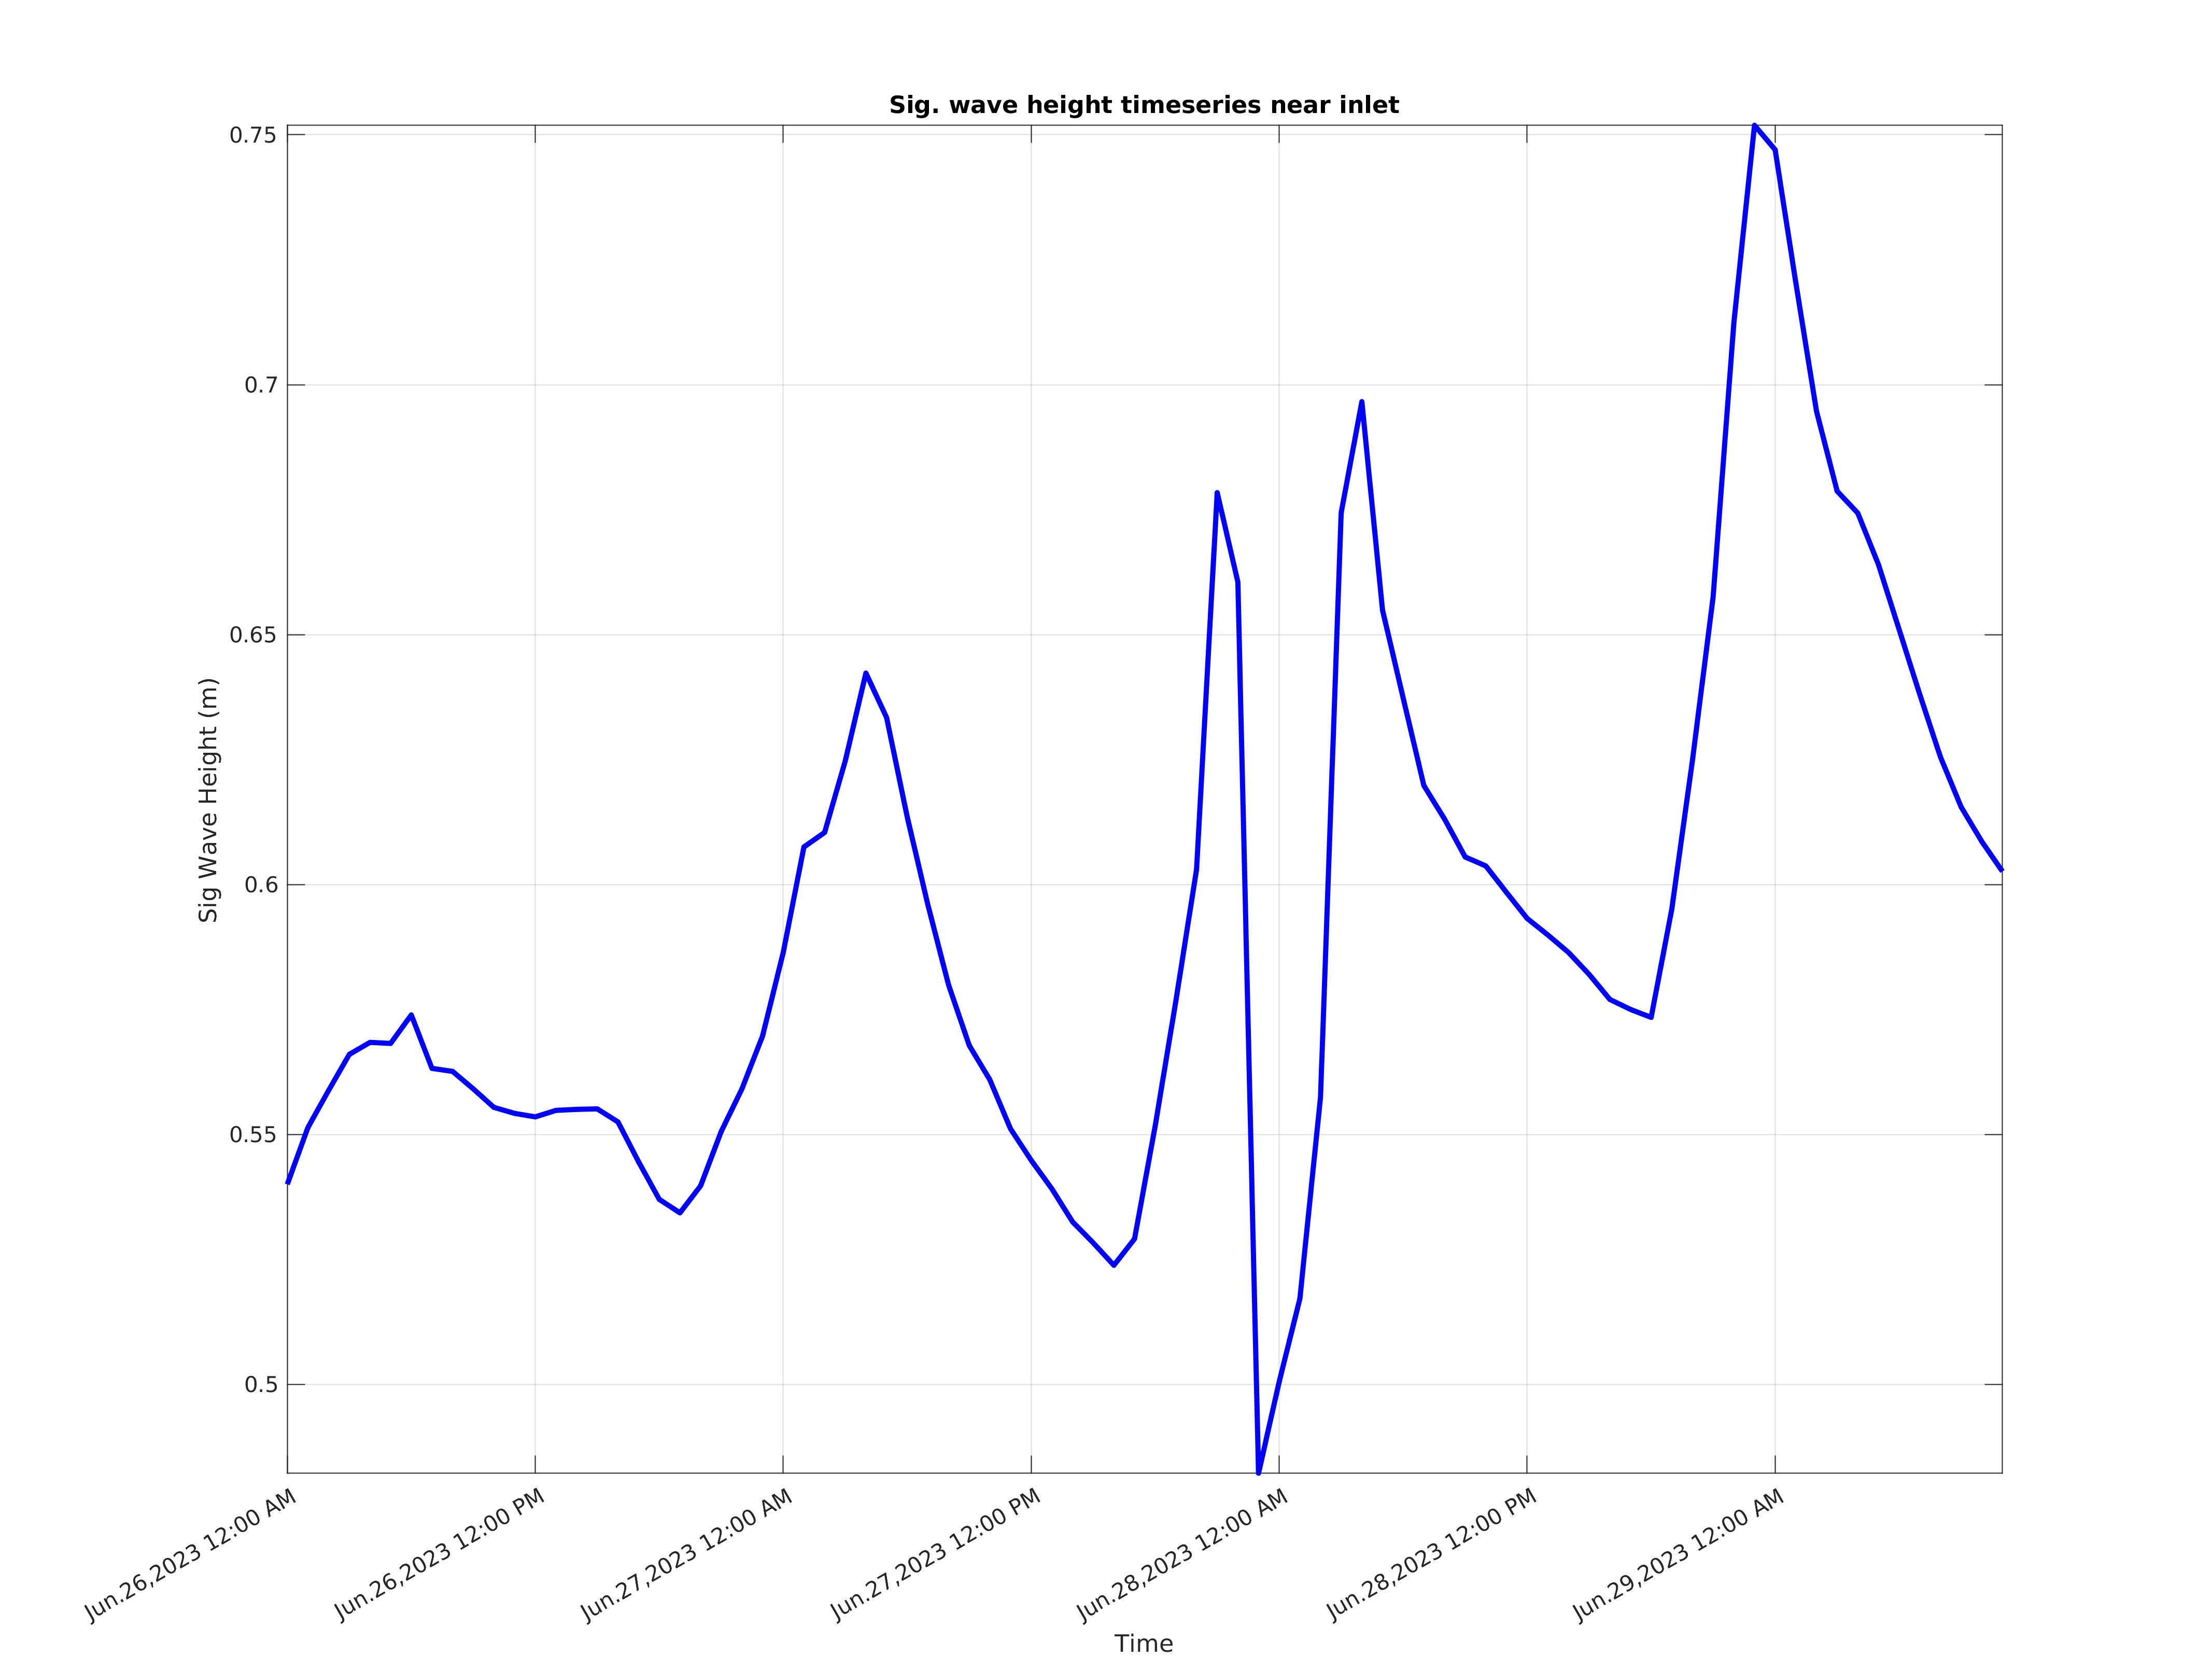 Sig. wave height timeseries near inlet
0.75
0.7
0.65
0.6
0.55
0.5
Sig Wave Height (m)
Jun.26,2023 12:00 AM
Jun.26,2023 12:00 PM
Jun.27,2023 12:00 AM
Jun.27,2023 12:00 PM
Jun.28,2023 12:00 AM
Jun.28,2023 12:00 PM
Jun.29,2023 12:00 AM
Time